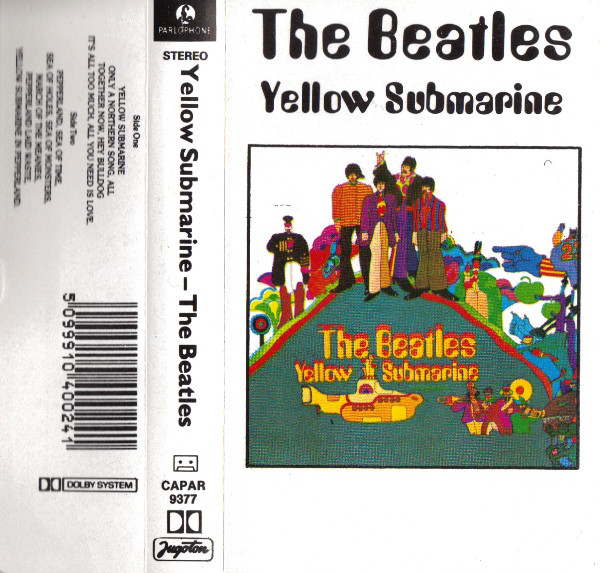 Side One
YELLOW SUBMARINE
ONLY A NORTHERN SONG, ALL
TOGETHER NOW, HEY BULLDOG
IT'S ALL TOO MUCH, ALL YOU NEED IS LOVE.
Side Two
PEPPERLAND, SEA OF TIME,
SEA OF HOLES, SEA OF MONSTERS,
MARCH OF THE MEANIES,
PEPPERLAND LAID WASTE,
YELLOW SUBMARINE IN PEPPERLAND.
5099910400241
DOLBY SYSTEM
PARLOPHONE
STEREO
Yellow Submarine – The Beatles
CAPAR
9377
Jugoton
The Beatles
Yellow Submarine
The Beatles
Yellow Submarine
2